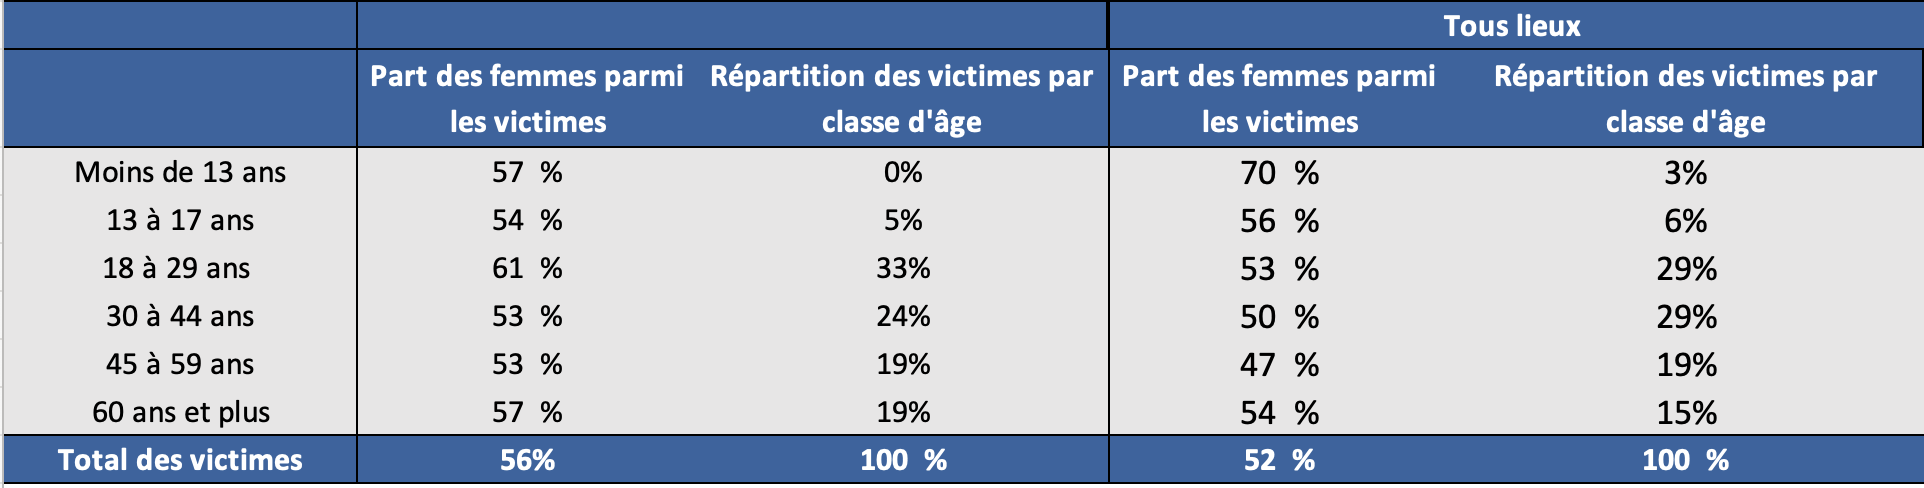 Tous lieux
Part des femmes parmi les victimes Répartition des victimes par classe d'âge Part des femmes parmi les victimes Répartition des victimes par classe d'âge
Moins de 13 ans 57 % 0% 70 % 3%
13 à 17 ans 54 % 5% 56 % 6%
18 à 29 ans 61 % 33% 53 % 29%
30 à 44 ans 53 % 24% 50 % 29%
45 à 59 ans 53 % 19% 47 % 19%
60 ans et plus 57 % 19% 54 % 15%
Total des victimes 56% 100 % 52 % 100 %